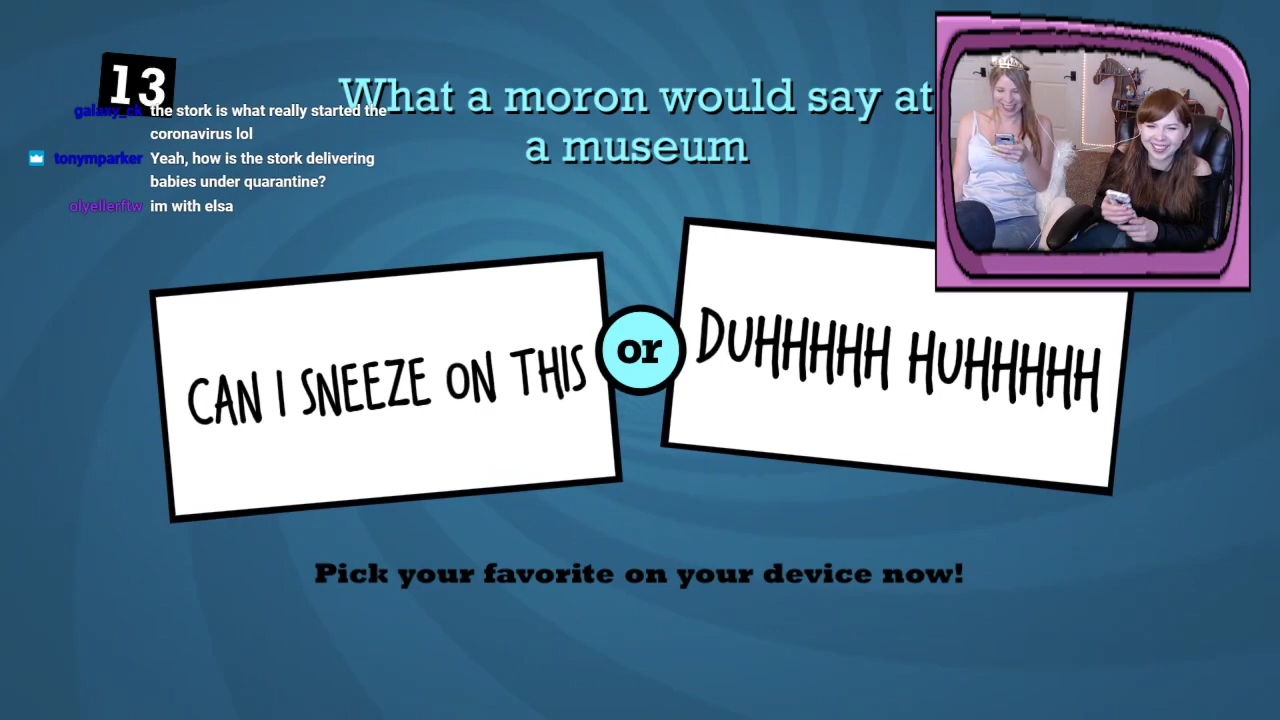 13
What a moron would say at
a museum
galaxy_ck the stork is what really started the
coronavirus lol
tonymparker Yeah, how is the stork delivering
babies under quarantine?
olyellerftw im with elsa
CAN I SNEEZE ON THIS
or
DUHHHHH HUHHHHH
Pick your favorite on your device now!